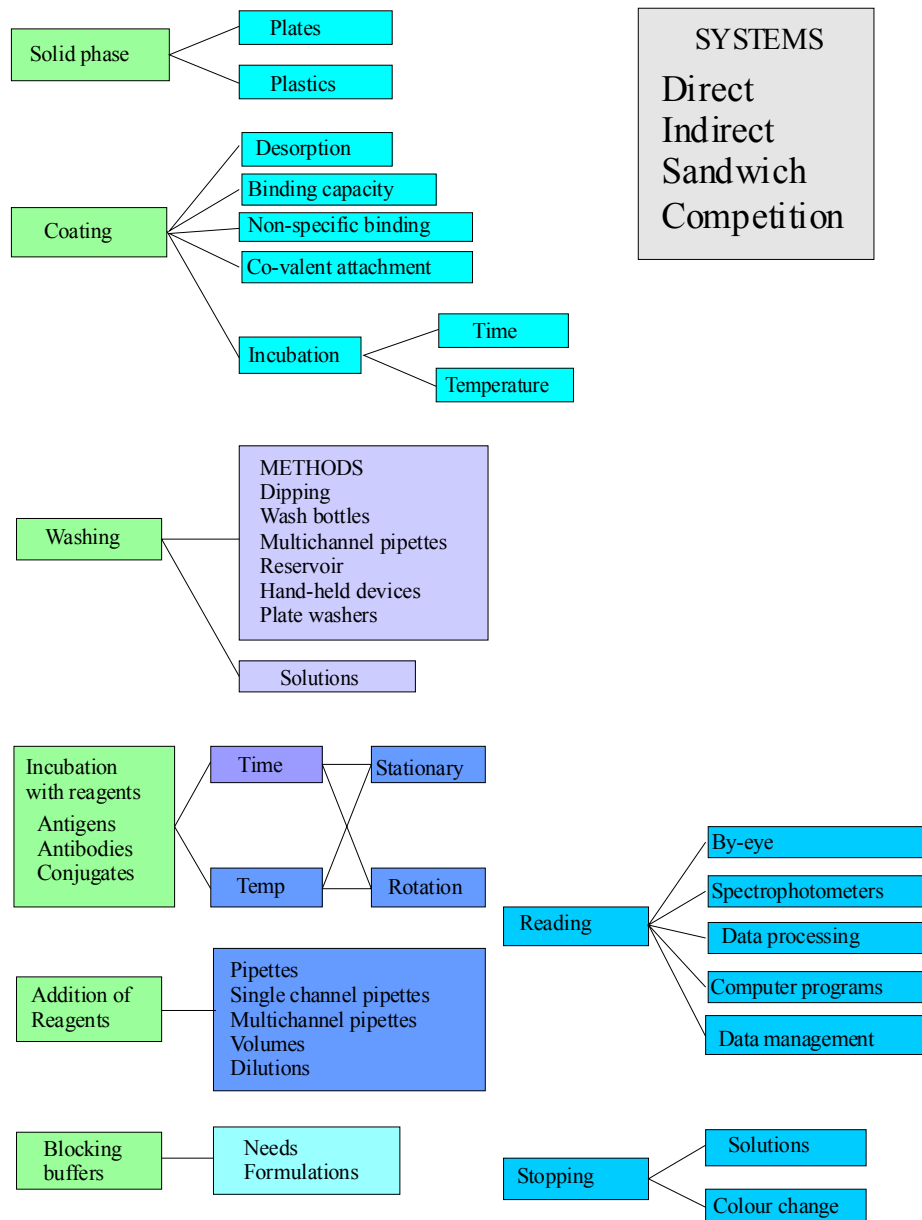 Solid phase
Plates
Plastics
SYSTEMS
Direct
Indirect
Sandwich
Competition
Coating
Desorption
Binding capacity
Non-specific binding
Co-valent attachment
Incubation
Time
Temperature
Washing
METHODS
Dipping
Wash bottles
Multichannel pipettes
Reservoir
Hand-held devices
Plate washers
Solutions
Incubation
with reagents
Antigens
Antibodies
Conjugates
Time
Temp
Stationary
Rotation
Addition of
Reagents
Pipettes
Single channel pipettes
Multichannel pipettes
Volumes
Dilutions
Blocking
buffers
Needs
Formulations
Reading
By-eye
Spectrophotometers
Data processing
Computer programs
Data management
Stopping
Solutions
Colour change